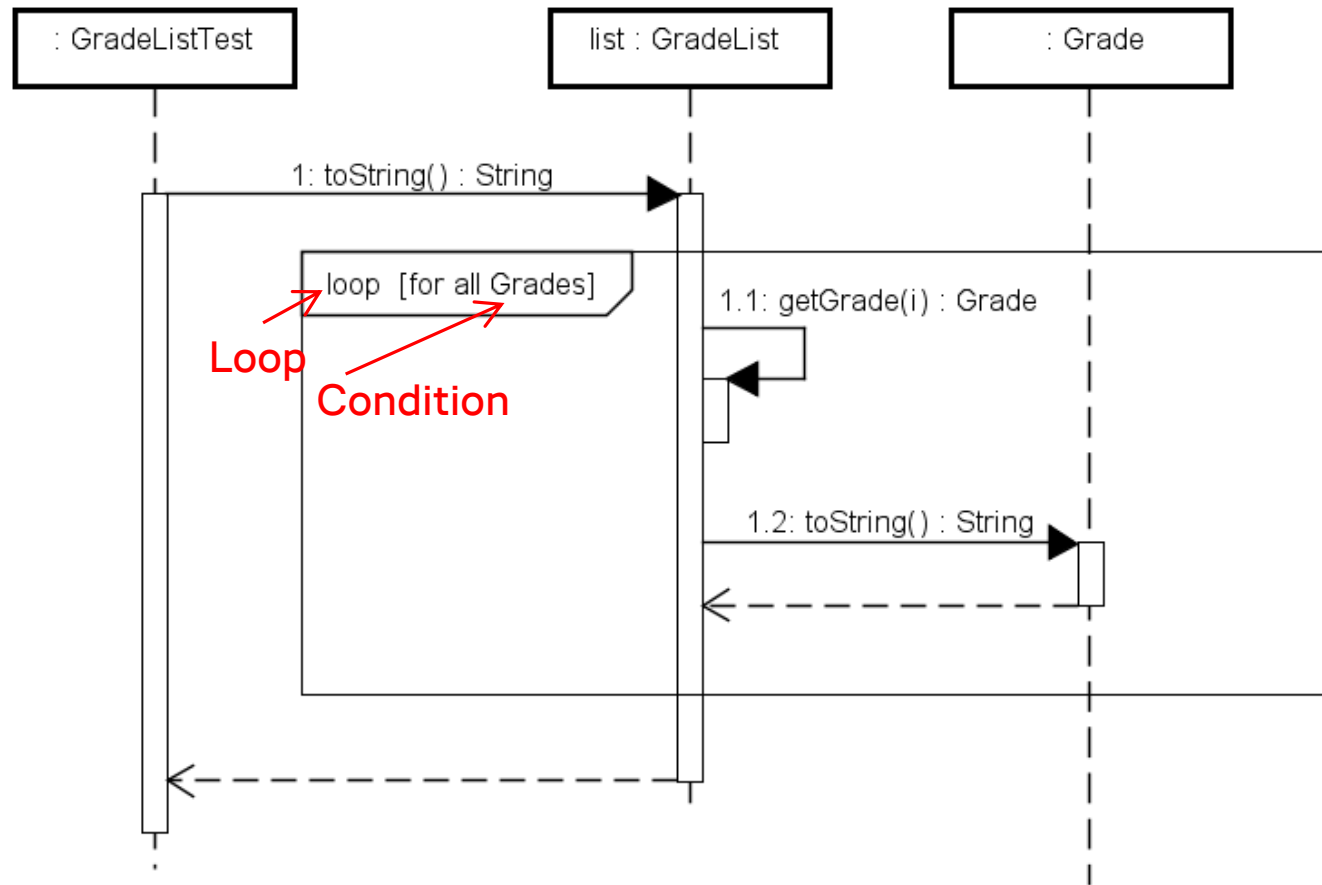 : GradeListTest
list : GradeList
: Grade
1: toString() : String
loop [for all Grades]
1.1: getGrade(i) : Grade
Loop
Condition
1.2: toString() : String